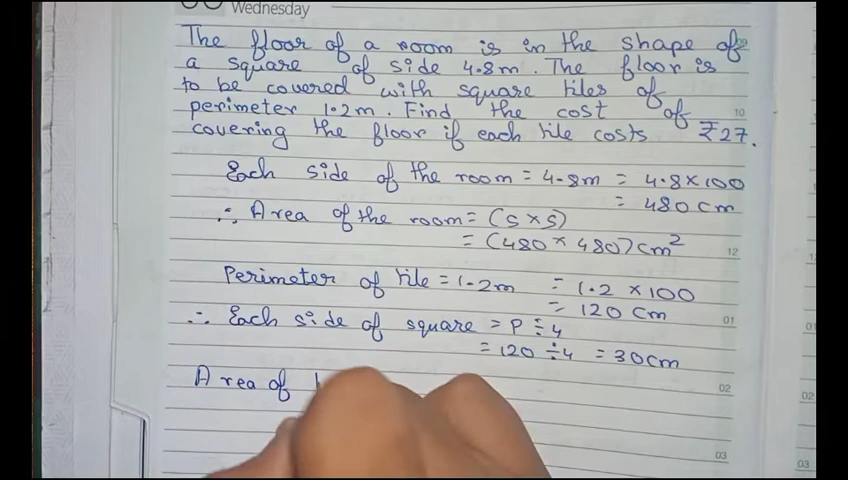 Wednesday
The floor of a room is in the shape of
a square of side 4.8m. The floor is
to be covered with square tiles of
perimeter 1.2m. Find the cost of
covering the floor if each tile costs ₹27.
Each side of the room = 4.8m = 4.8×100
= 480cm
∴ Area of the room = (s×s)
= (480×480)cm²
Perimeter of tile = 1.2m = 1.2×100
= 120cm
∴ Each side of square = P÷4
= 120÷4 = 30cm
Area of
10
12
01
02
03
01
02
03